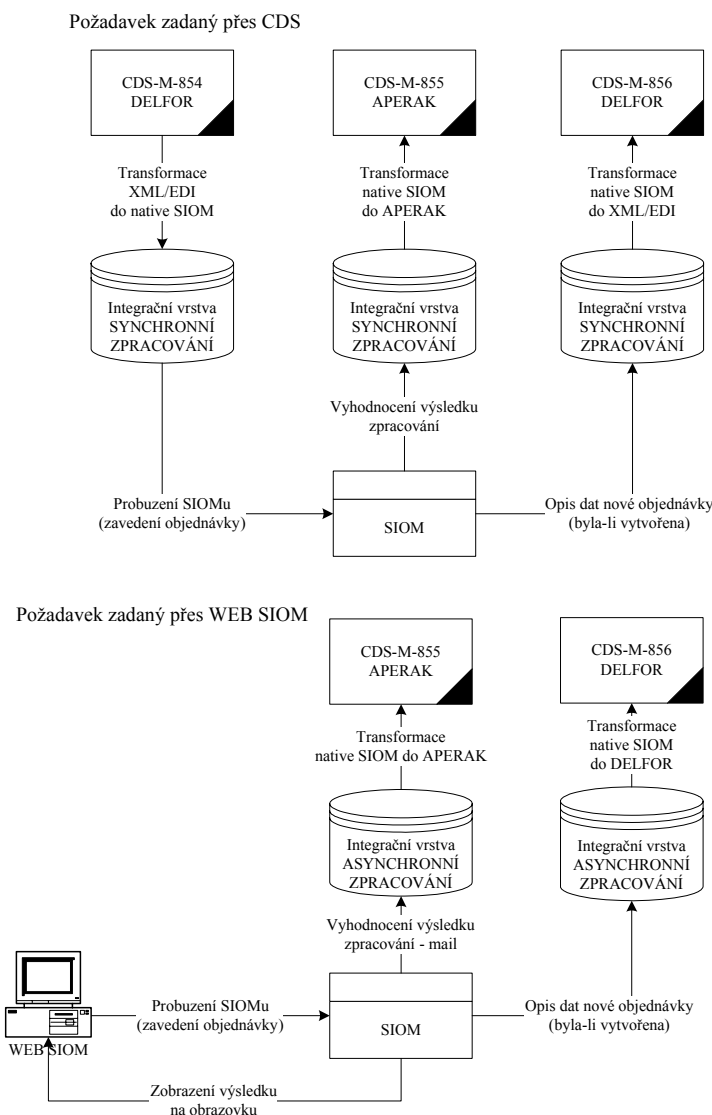 Požadavek zadaný přes CDS
CDS-M-854
DELFOR
CDS-M-855
APERAK
CDS-M-856
DELFOR
Transformace
XML/EDI
do native SIOM
Transformace
native SIOM
do APERAK
Transformace
native SIOM
do XML/EDI
Integrační vrstva
SYNCHRONNÍ
ZPRACOVÁNÍ
Integrační vrstva
SYNCHRONNÍ
ZPRACOVÁNÍ
Integrační vrstva
SYNCHRONNÍ
ZPRACOVÁNÍ
Vyhodnocení výsledku
zpracování
Probuzení SIOMu
(zavedení objednávky)
SIOM
Opis dat nové objednávky
(byla-li vytvořena)
Požadavek zadaný přes WEB SIOM
CDS-M-855
APERAK
CDS-M-856
DELFOR
Transformace
native SIOM do APERAK
Transformace
native SIOM
do DELFOR
Integrační vrstva
ASYNCHRONNÍ
ZPRACOVÁNÍ
Integrační vrstva
ASYNCHRONNÍ
ZPRACOVÁNÍ
Vyhodnocení výsledku
zpracování - mail
WEB SIOM
Probuzení SIOMu
(zavedení objednávky)
SIOM
Opis dat nové objednávky
(byla-li vytvořena)
Zobrazení výsledku
na obrazovku